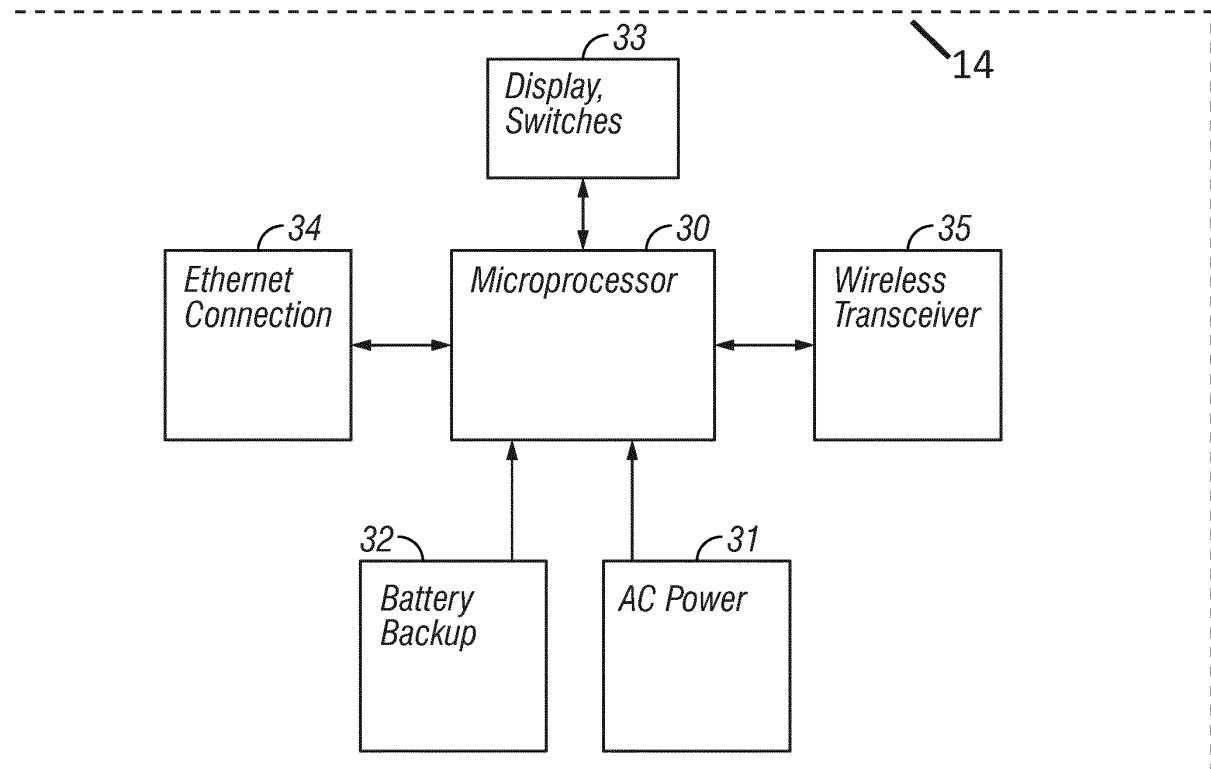 33
14
Display,
Switches
34
30
35
Ethernet
Connection
Microprocessor
Wireless
Transceiver
32
31
Battery
Backup
AC Power